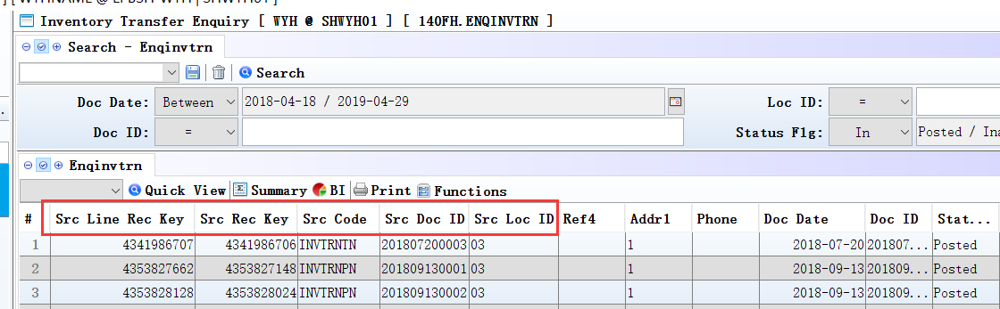 Inventory Transfer Enquiry [ WYH @ SHWYH01 ] [ 140FH.ENQINVTRN ]
Search - Enqinvtrn
Search
Doc Date: Between 2018-04-18 / 2019-04-29 Loc ID: =
Doc ID: = Status Flg: In Posted / Ina
Enqinvtrn
Quick View Summary BI Print Functions
# Src Line Rec Key Src Rec Key Src Code Src Doc ID Src Loc ID Ref4 Addr1 Phone Doc Date Doc ID Stat...
1 4341986707 4341986706 INVTRNTN 201807200003 03 1 2018-07-20 201807... Posted
2 4353827662 4353827148 INVTRNPN 201809130001 03 1 2018-09-13 201809... Posted
3 4353828128 4353828024 INVTRNPN 201809130002 03 1 2018-09-13 201809... Posted